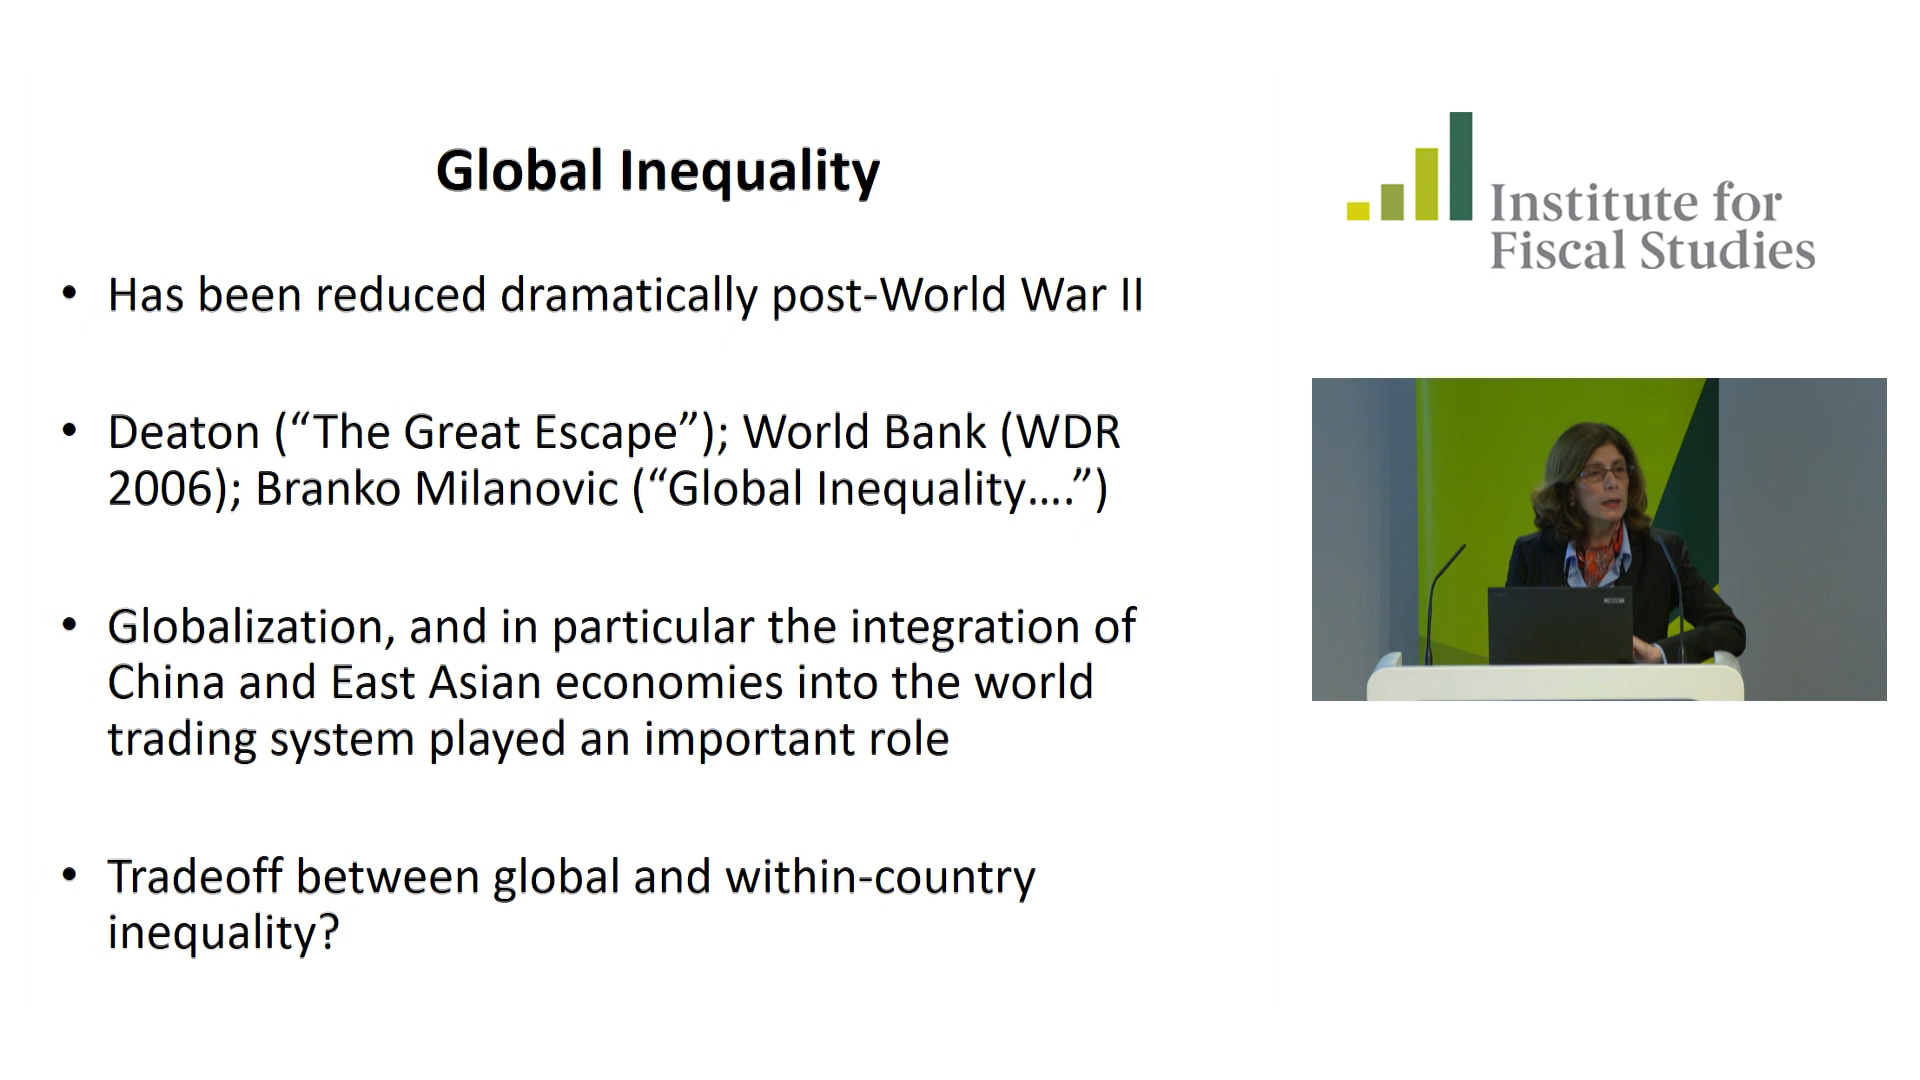 Global Inequality
• Has been reduced dramatically post-World War II
• Deaton (“The Great Escape”); World Bank (WDR
2006); Branko Milanovic (“Global Inequality….”)
• Globalization, and in particular the integration of
China and East Asian economies into the world
trading system played an important role
• Tradeoff between global and within-country
inequality?
Institute for
Fiscal Studies